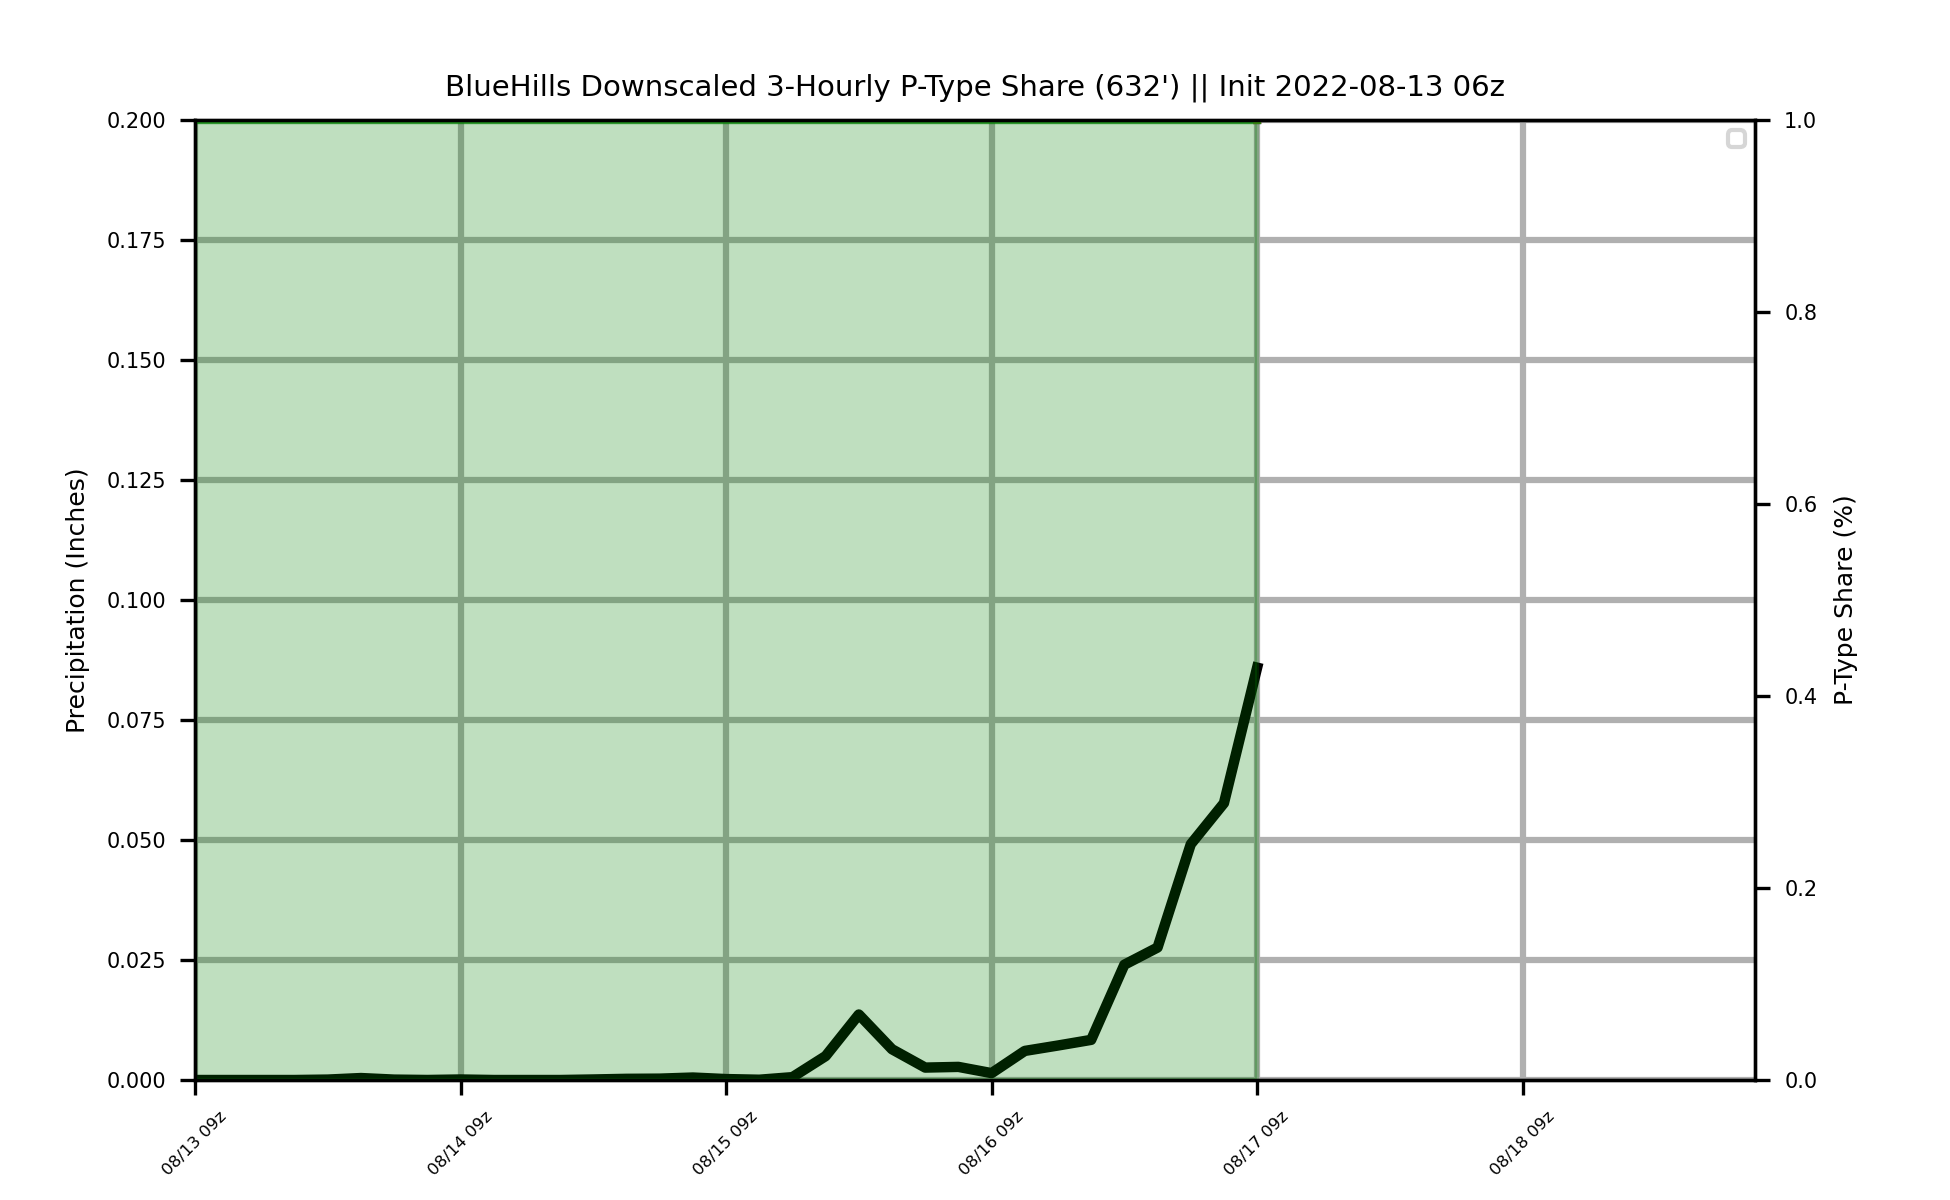 BlueHills Downscaled 3-Hourly P-Type Share (632') || Init 2022-08-13 06z
0.200
0.175
0.150
0.125
0.100
0.075
0.050
0.025
0.000
Precipitation (Inches)
1.0
0.8
0.6
0.4
0.2
0.0
P-Type Share (%)
08/13 09z
08/14 09z
08/15 09z
08/16 09z
08/17 09z
08/18 09z